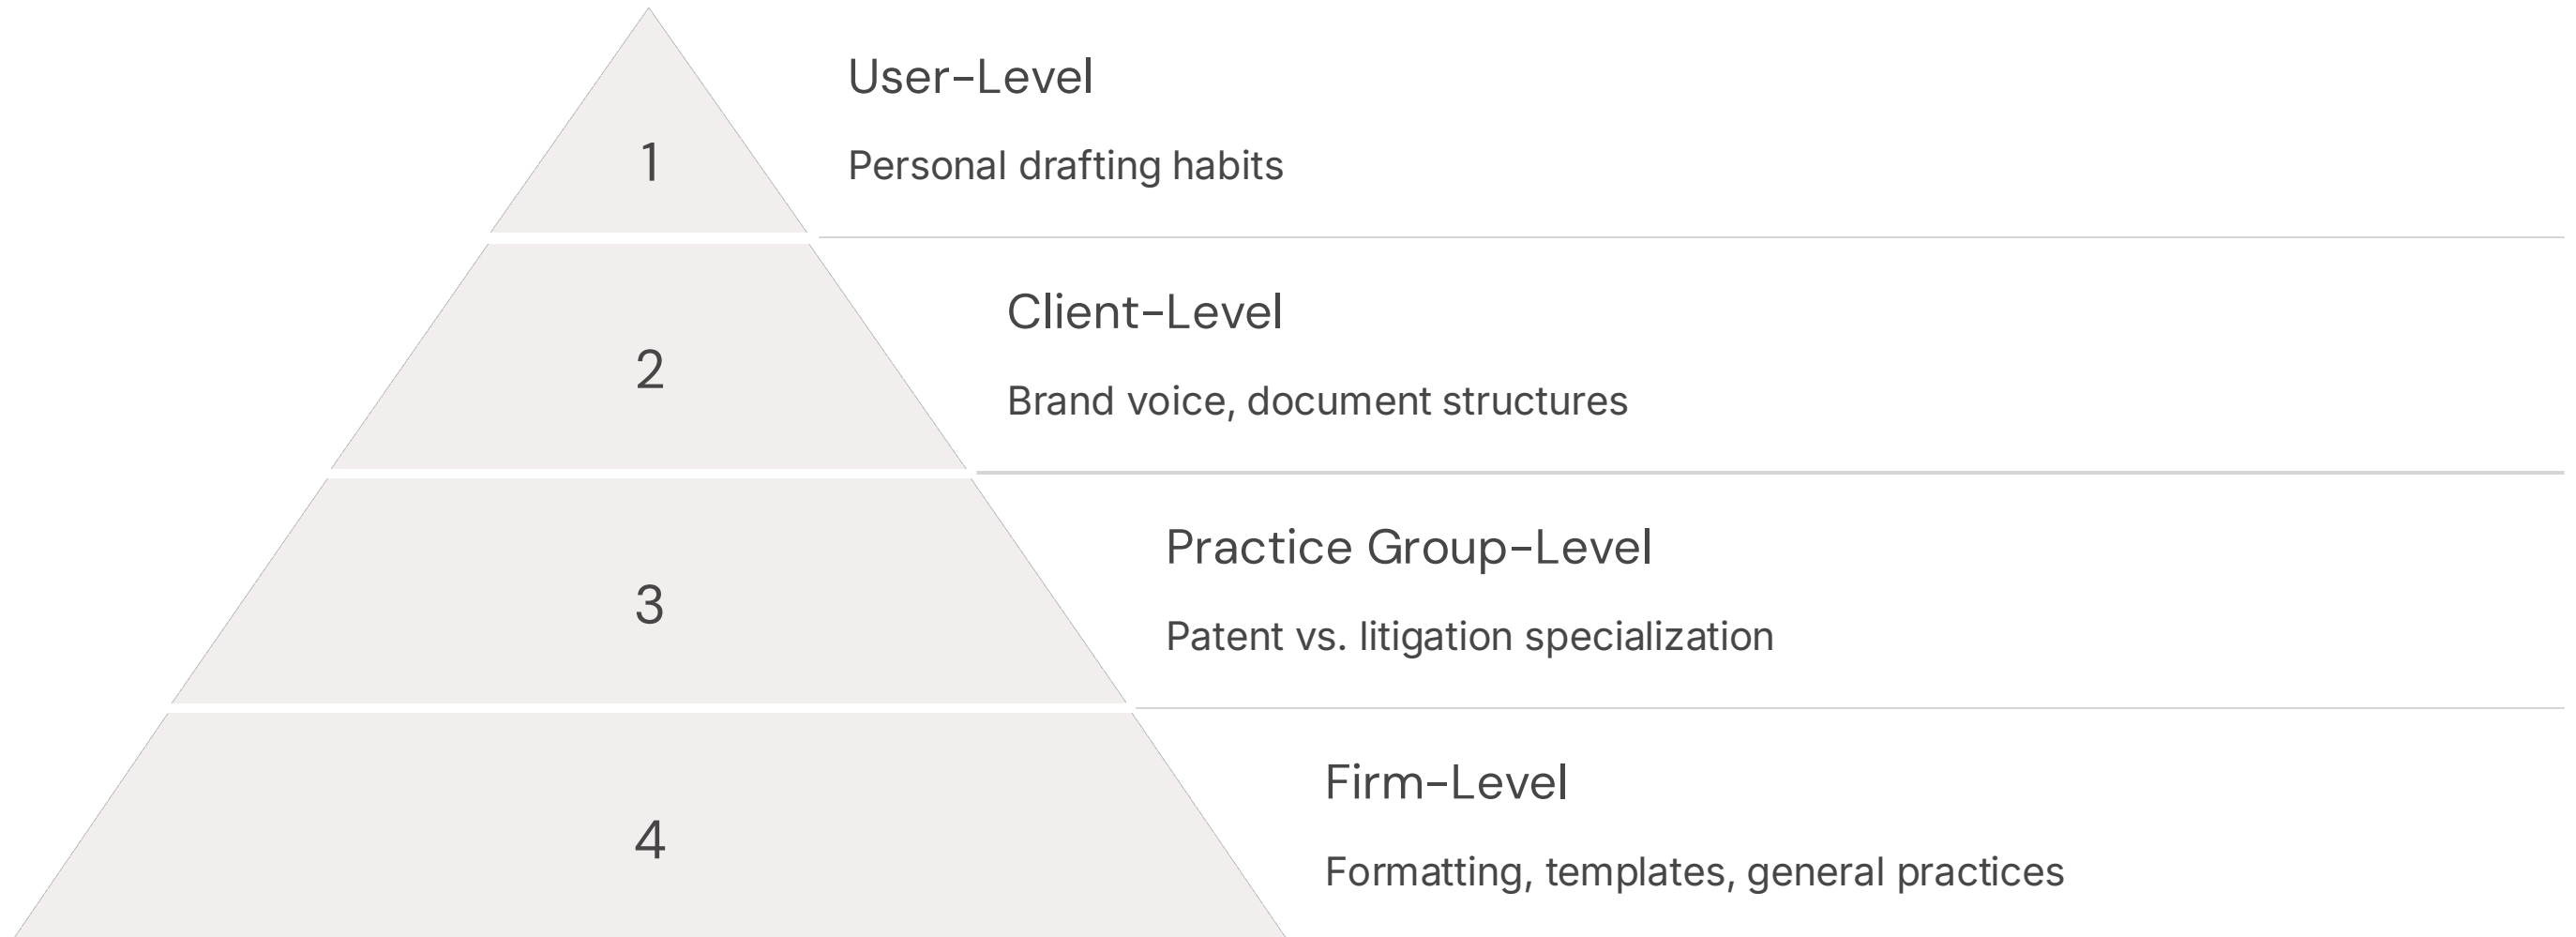 1
User-Level
Personal drafting habits
2
Client-Level
Brand voice, document structures
3
Practice Group-Level
Patent vs. litigation specialization
4
Firm-Level
Formatting, templates, general practices